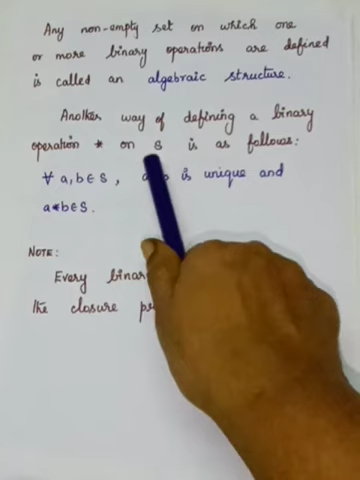 Any non-empty set on which one
or more binary operations are defined
is called an algebraic structure.
Another way of defining a binary
operation * on S is as follows:
∀ a, b ∈ S, is unique and
a*b ∈ S.
NOTE:
Every
the closure